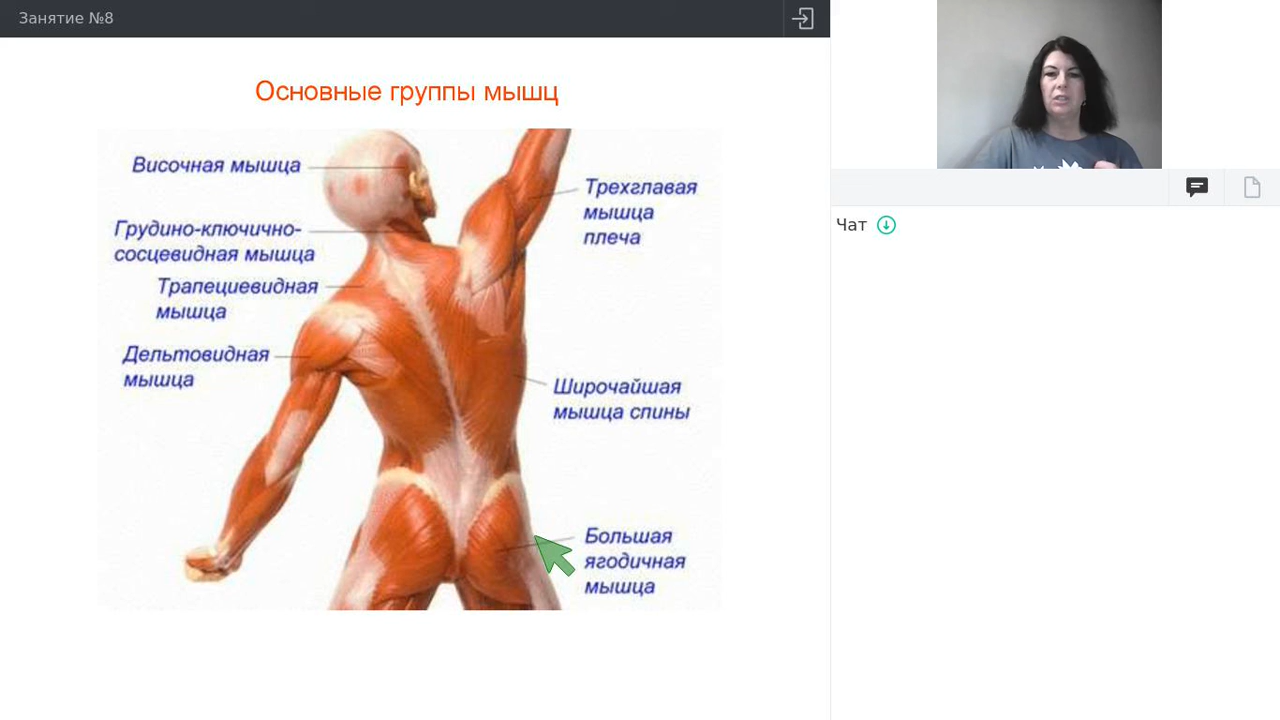 Занятие №8
Основные группы мышц
Височная мышца
Грудино-ключично-
сосцевидная мышца
Трапециевидная
мышца
Дельтовидная
мышца
Трехглавая
мышца
плеча
Широчайшая
мышца спины
Большая
ягодичная
мышца
Чат